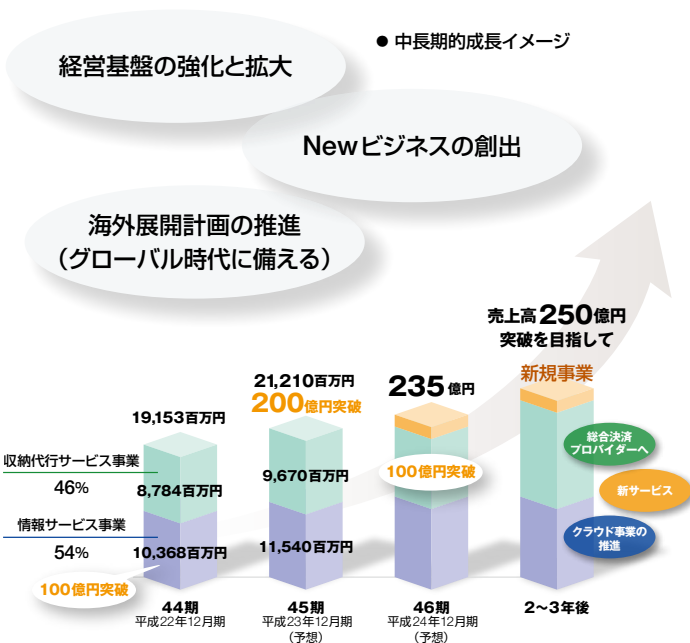 経営基盤の強化と拡大
● 中長期的成長イメージ
Newビジネスの創出
海外展開計画の推進
（グローバル時代に備える）
売上高250億円
突破を目指して
新規事業
21,210百万円
200億円突破
235億円
19,153百万円
収納代行サービス事業
46%
8,784百万円
9,670百万円
100億円突破
総合決済
プロバイダーへ
新サービス
情報サービス事業
54%
10,368百万円
11,540百万円
クラウド事業の
推進
100億円突破
44期
平成22年12月期
45期
平成23年12月期
（予想）
46期
平成24年12月期
（予想）
2〜3年後